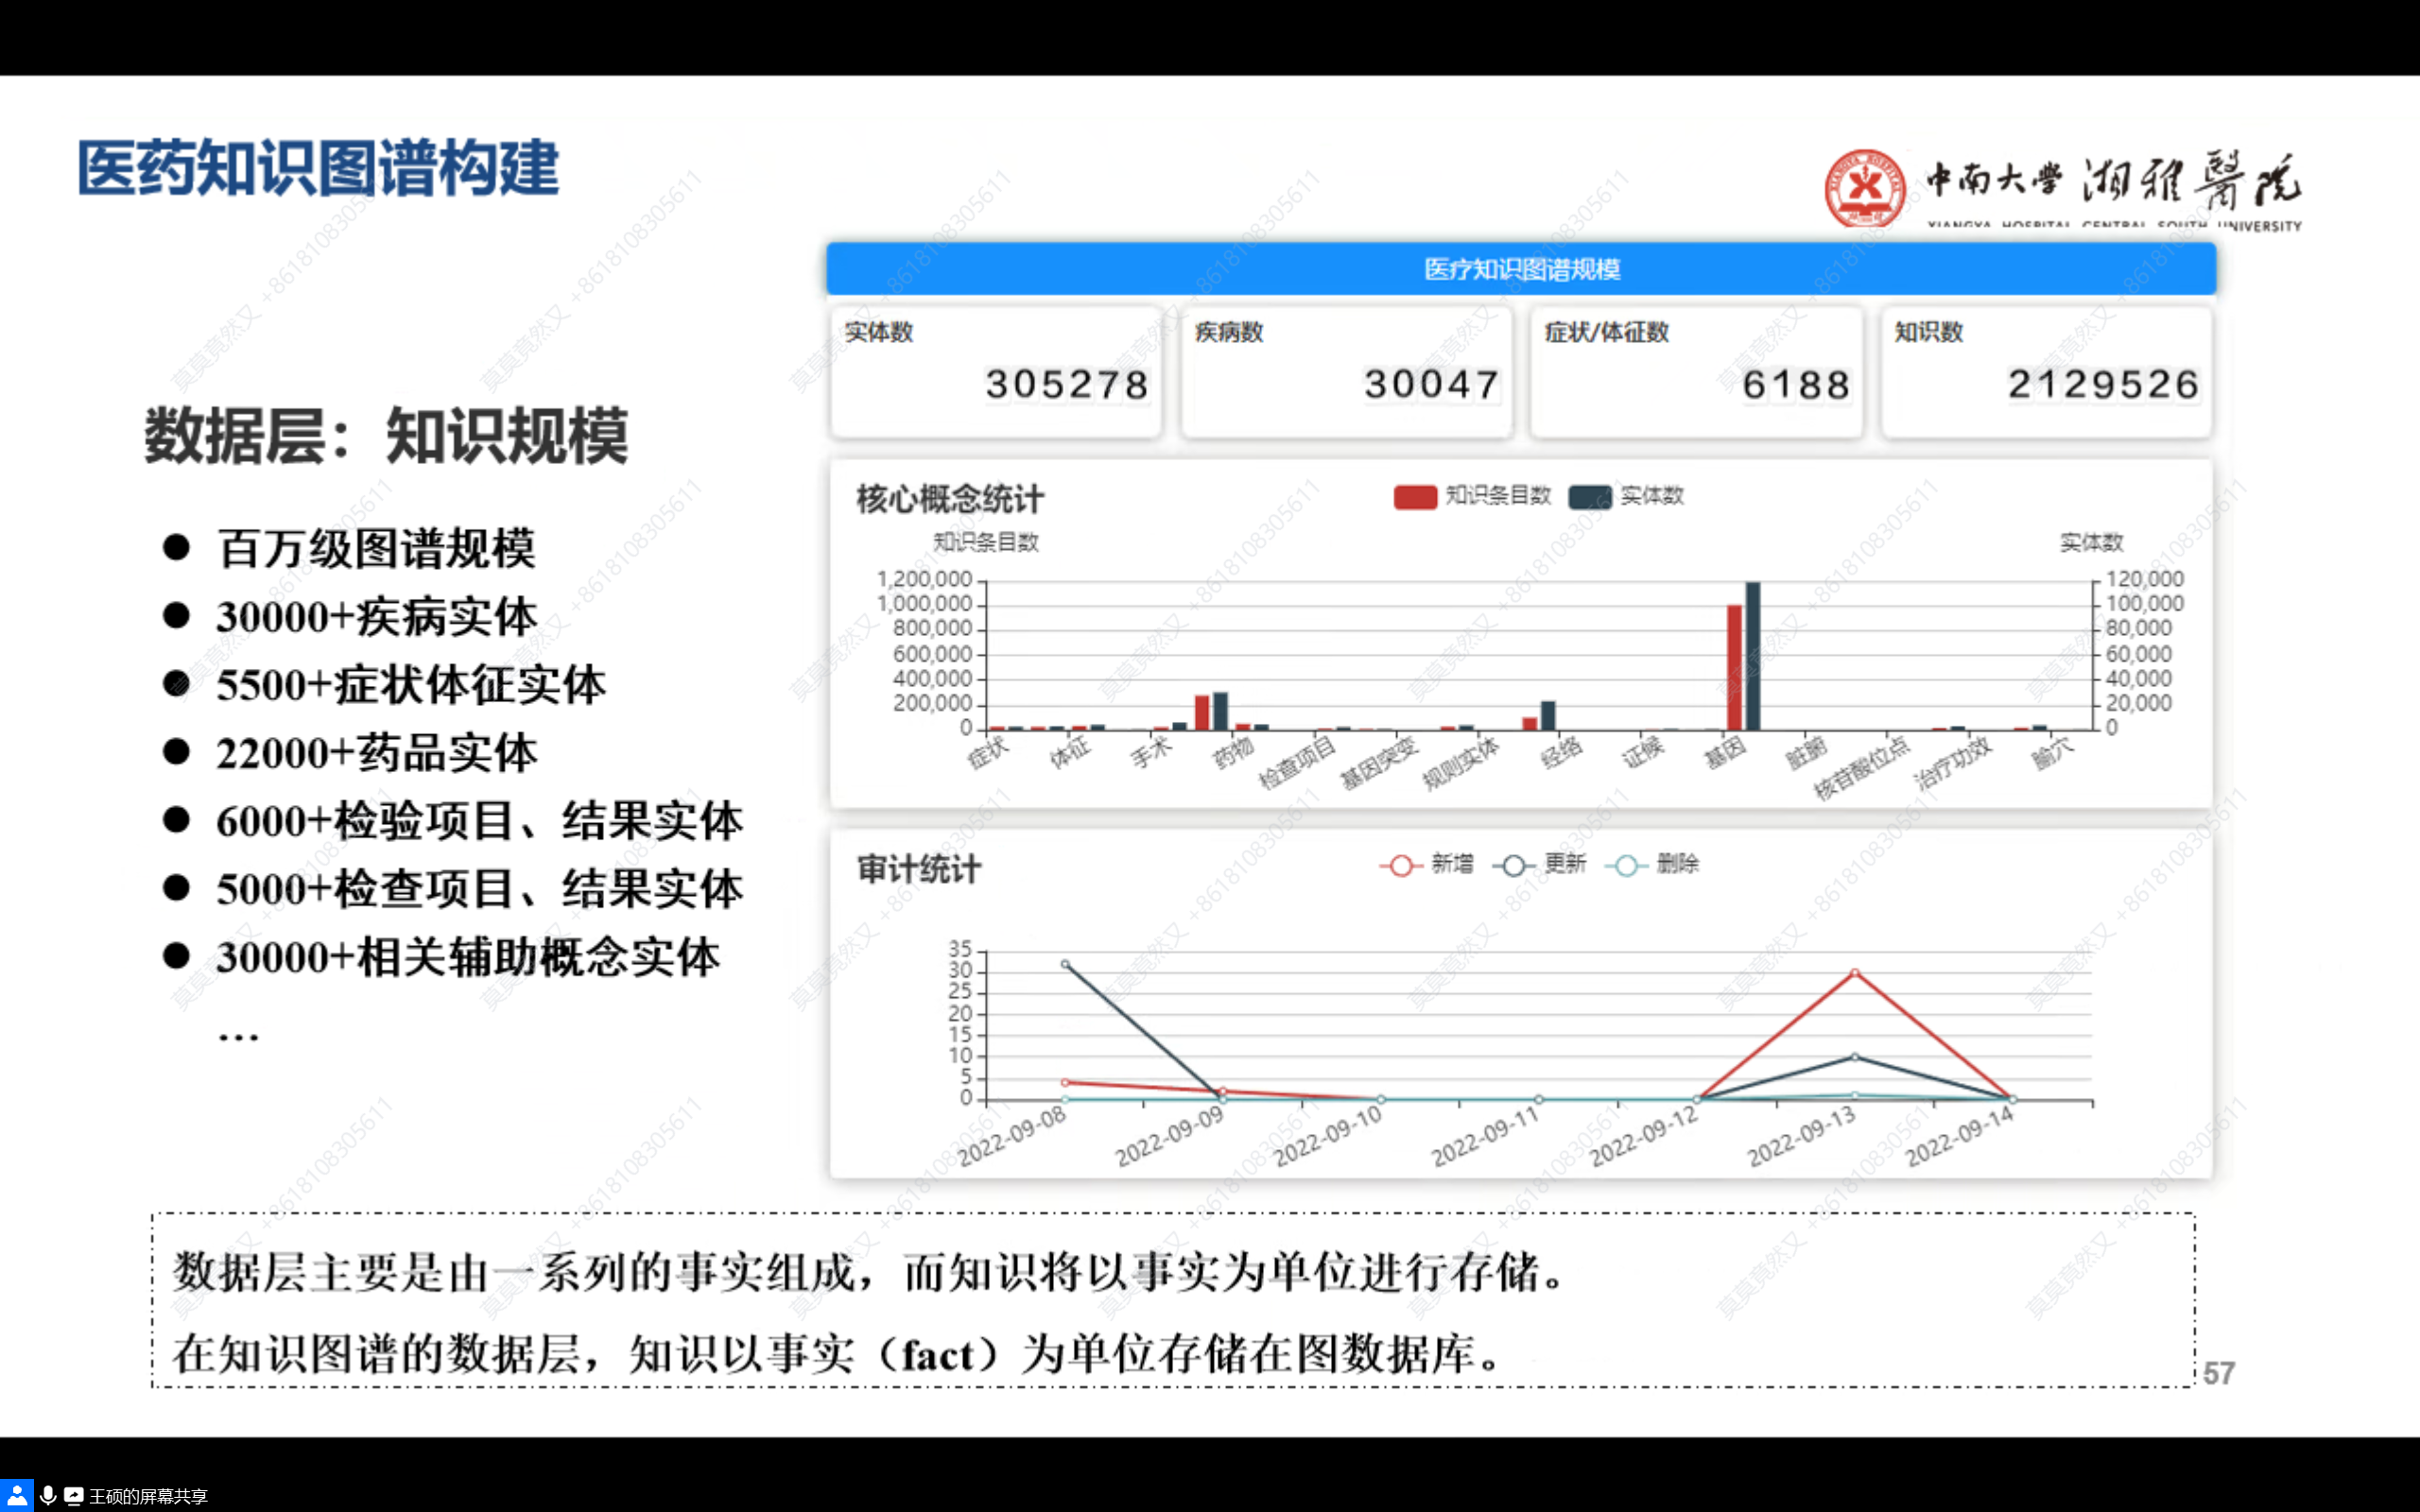 医药知识图谱构建
中南大学 湘雅醫院
XIANGYA HOSPITAL CENTRAL SOUTH UNIVERSITY
数据层：知识规模
● 百万级图谱规模
● 30000+疾病实体
● 5500+症状体征实体
● 22000+药品实体
● 6000+检验项目、结果实体
● 5000+检查项目、结果实体
● 30000+相关辅助概念实体
...
医疗知识图谱规模
实体数
305278
疾病数
30047
症状/体征数
6188
知识数
2129526
核心概念统计
知识条目数 实体数
知识条目数
实体数
1,200,000
1,000,000
800,000
600,000
400,000
200,000
0
120,000
100,000
80,000
60,000
40,000
20,000
0
症状 体征 手术 药物 检查项目 基因突变 规则实体 经络 证候 基因 脏腑 核苷酸位点 治疗功效 腧穴
审计统计
新增 更新 删除
35
30
25
20
15
10
5
0
2022-09-08 2022-09-09 2022-09-10 2022-09-11 2022-09-12 2022-09-13 2022-09-14
数据层主要是由一系列的事实组成，而知识将以事实为单位进行存储。
在知识图谱的数据层，知识以事实（fact）为单位存储在图数据库。
57
王硕的屏幕共享